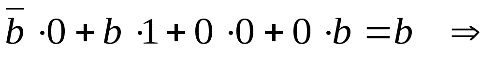 b̅ ·0 + b ·1 + 0 ·0 + 0 ·b = b ⇒